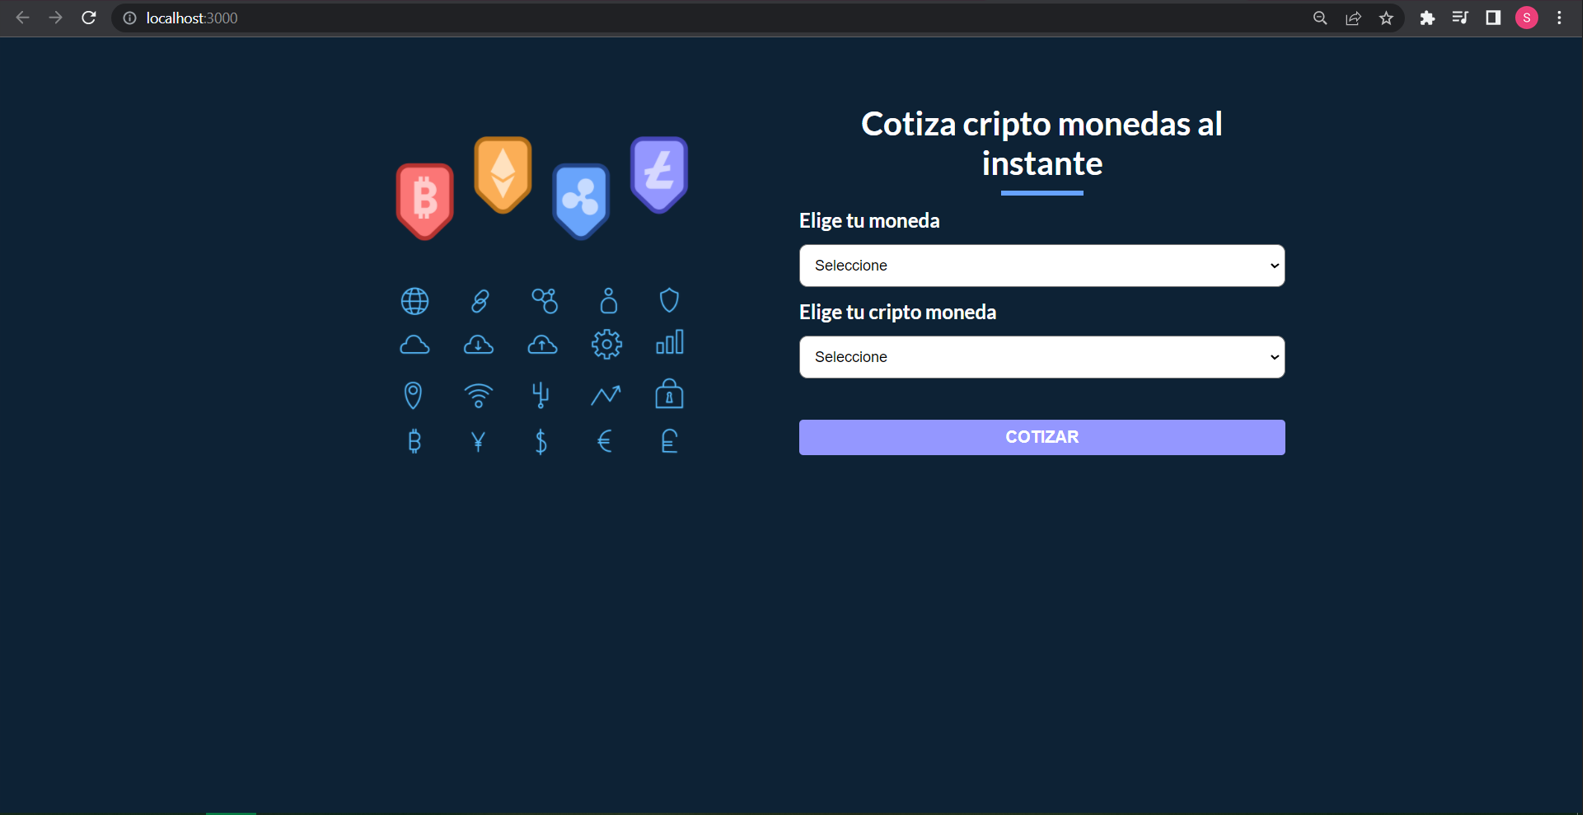 localhost:3000
S
Cotiza cripto monedas al
instante
Elige tu moneda
Seleccione
Elige tu cripto moneda
Seleccione
COTIZAR